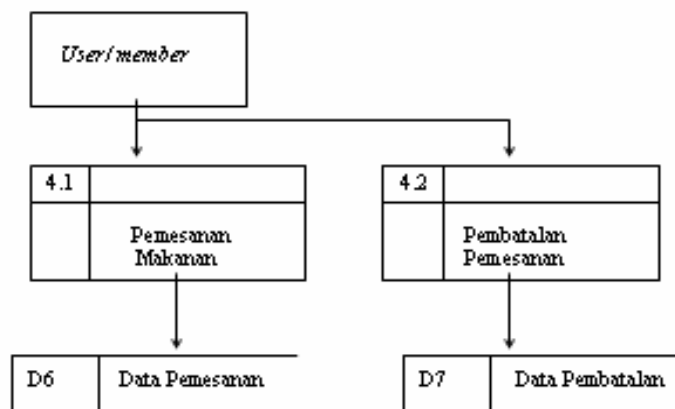 User/member
4.1
4.2
Pemesanan
Makanan
Pembatalan
Pemesanan
D6
Data Pemesanan
D7
Data Pembatalan